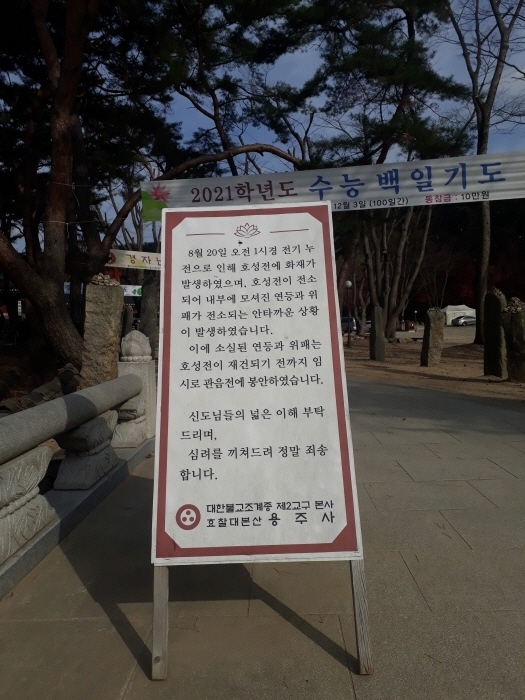 2021학년도 수능 백일기도
12월 3일 (100일간) 동참금 : 10만원
경자년
8월 20일 오전 1시경 전기 누
전으로 인해 호성전에 화재가
발생하였으며, 호성전이 전소
되어 내부에 모셔진 연등과 위
패가 전소되는 안타까운 상황
이 발생하였습니다.
이에 소실된 연등과 위패는
호성전이 재건되기 전까지 임
시로 관음전에 봉안하였습니다.
신도님들의 넓은 이해 부탁
드리며,
심려를 끼쳐드려 정말 죄송
합니다.
대한불교조계종 제2교구 본사
효찰대본산 용주사